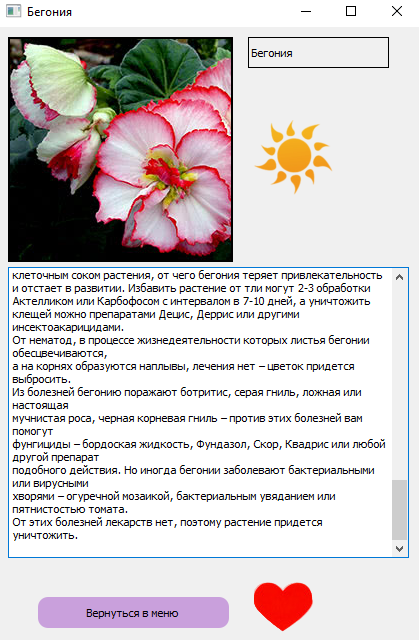 Бегония
Бегония
клеточным соком растения, от чего бегония теряет привлекательность
и отстает в развитии. Избавить растение от тли могут 2-3 обработки
Актелликом или Карбофосом с интервалом в 7-10 дней, а уничтожить
клещей можно препаратами Децис, Деррис или другими
инсектоакарицидами.
От нематод, в процессе жизнедеятельности которых листья бегонии
обесцвечиваются,
а на корнях образуются наплывы, лечения нет – цветок придется
выбросить.
Из болезней бегонию поражают ботритис, серая гниль, ложная или
настоящая
мучнистая роса, черная корневая гниль – против этих болезней вам
помогут
фунгициды – бордоская жидкость, Фундазол, Скор, Квадрис или любой
другой препарат
подобного действия. Но иногда бегонии заболевают бактериальными
или вирусными
хворями – огуречной мозаикой, бактериальным увяданием или
пятнистостью томата.
От этих болезней лекарств нет, поэтому растение придется
уничтожить.
Вернуться в меню